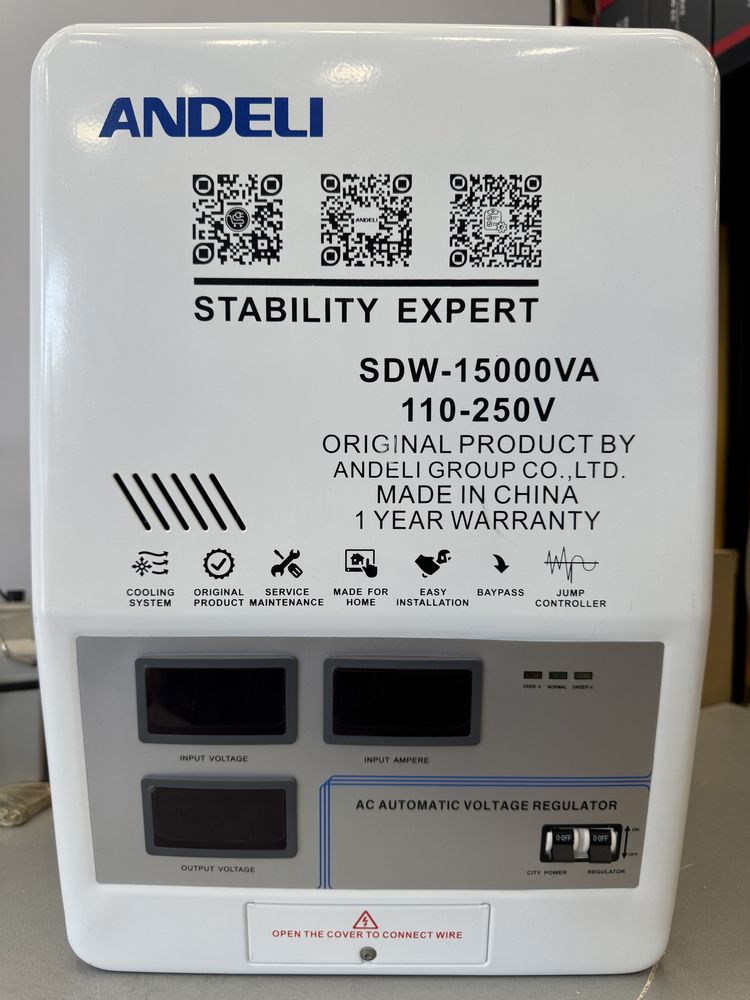 ANDELI
ANDELI
STABILITY EXPERT
SDW-15000VA
110-250V
ORIGINAL PRODUCT BY
ANDELI GROUP CO.,LTD.
MADE IN CHINA
1 YEAR WARRANTY
COOLING SYSTEM
ORIGINAL PRODUCT
SERVICE MAINTENANCE
MADE FOR HOME
EASY INSTALLATION
BAYPASS
JUMP CONTROLLER
OVER-V NORMAL UNDER-V
INPUT VOLTAGE
INPUT AMPERE
AC AUTOMATIC VOLTAGE REGULATOR
O-OFF O-OFF
ON
OFF
OUTPUT VOLTAGE
CITY POWER
REGULATOR
OPEN THE COVER TO CONNECT WIRE